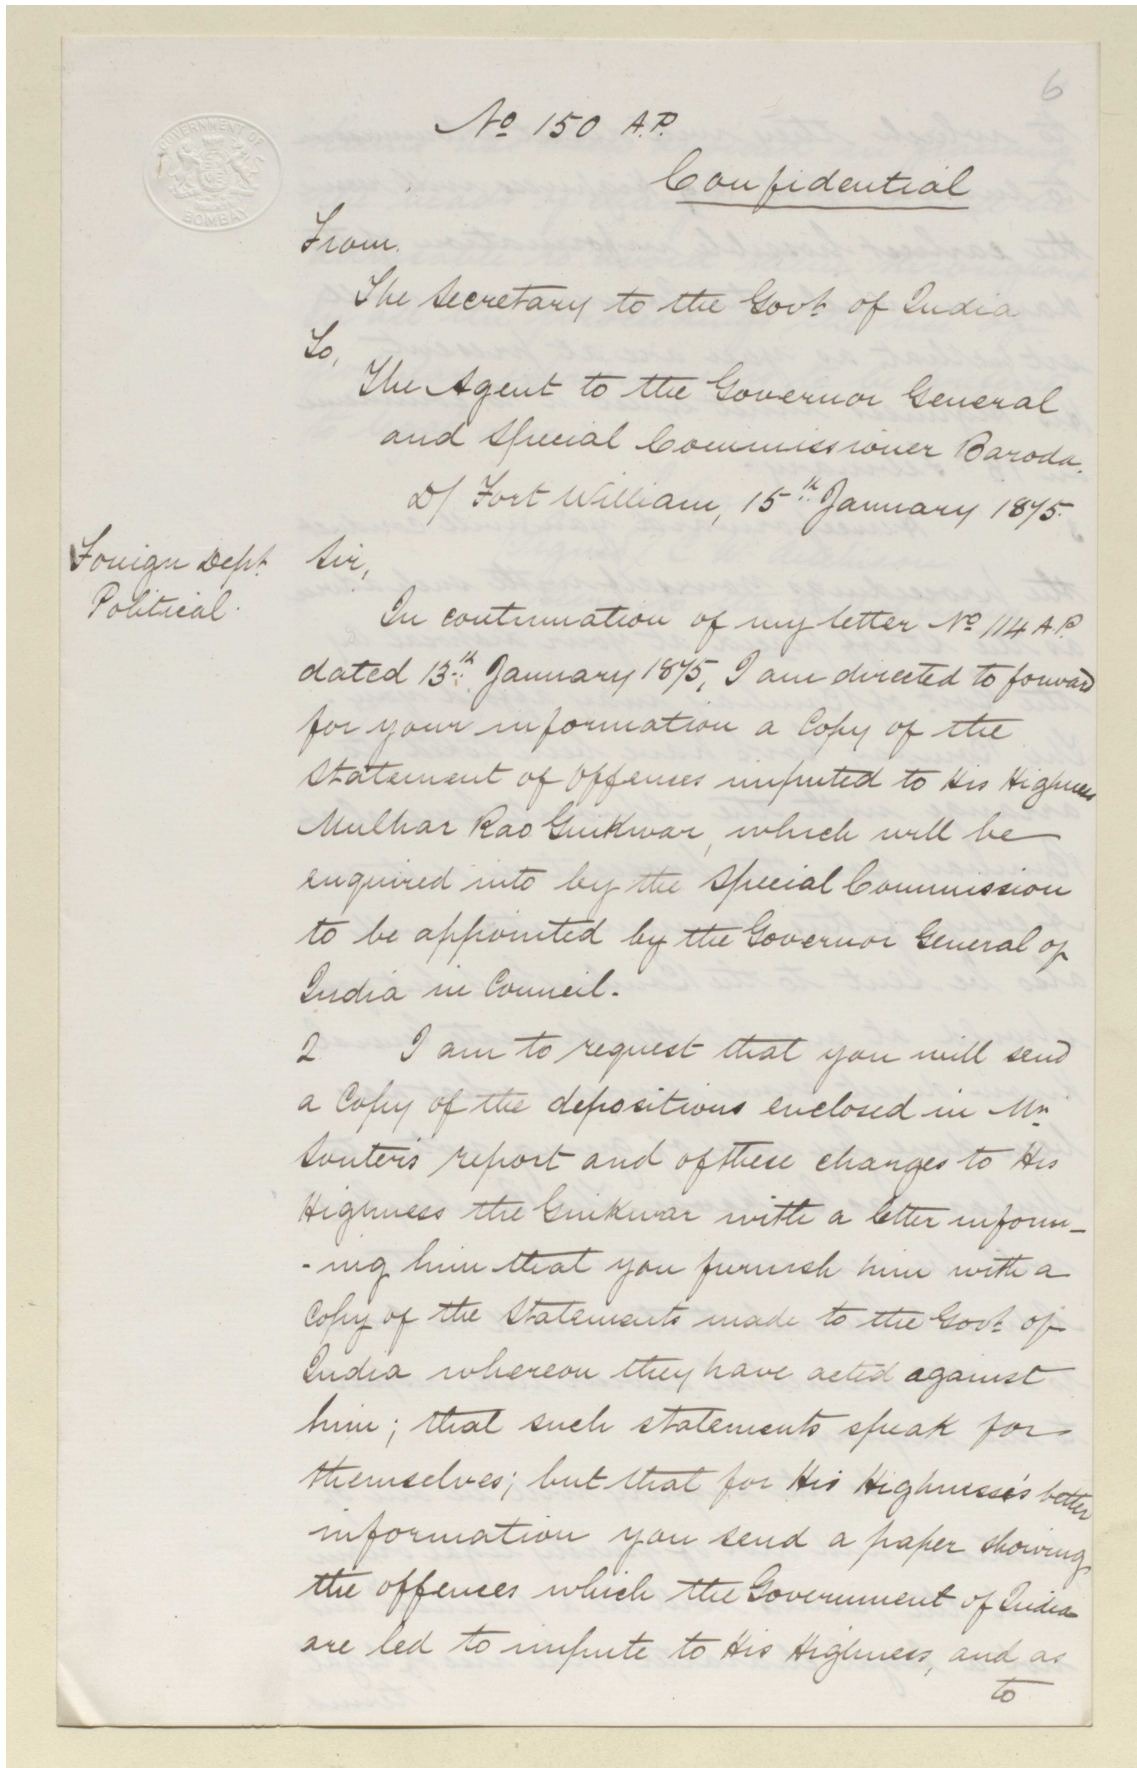 6
GOVERNMENT OF
BOMBAY
No 150 A.P.
Confidential
From.
The Secretary to the Govt. of India
To,
The Agent to the Governor General
and Special Commissioner Baroda.
D/ Fort William, 15th January 1875.
Foreign Dept.
Political.
Sir,
In continuation of my letter No 114 A.P.
dated 13th January 1875, I am directed to forward
for your information a Copy of the
Statement of Offences imputed to His Highness
Mulhar Rao Guikwar, which will be
enquired into by the Special Commission
to be appointed by the Governor General of
India in Council.
2 I am to request that you will send
a Copy of the depositions enclosed in Mr.
Souter's report and of these charges to His
Highness the Guikwar with a letter inform-
-ing him that you furnish him with a
Copy of the Statements made to the Govt. of
India whereon they have acted against
him; that such statements speak for
themselves; but that for His Highness's better
information you send a paper showing
the offences which the Government of India
are led to impute to His Highness, and as
to